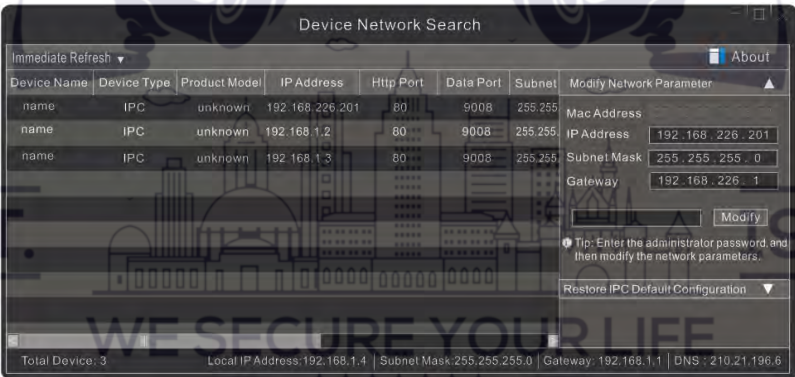 Device Network Search
Immediate Refresh
About
Device Name Device Type Product Model IP Address Http Port Data Port Subnet
name IPC unknown 192.168.226.201 80 9008 255.255
name IPC unknown 192.168.1.2 80 9008 255.255.
name IPC unknown 192.168.1.3 80 9008 255.255
Modify Network Parameter
Mac Address
IP Address 192.168.226.201
Subnet Mask 255.255.255.0
Gateway 192.168.226.1
Modify
Tip: Enter the administrator password, and
then modify the network parameters.
Restore IPC Default Configuration
WE SECURE YOUR LIFE
Total Device: 3 Local IP Address:192.168.1.4 Subnet Mask:255.255.255.0 Gateway: 192.168.1.1 DNS : 210.21.196.6